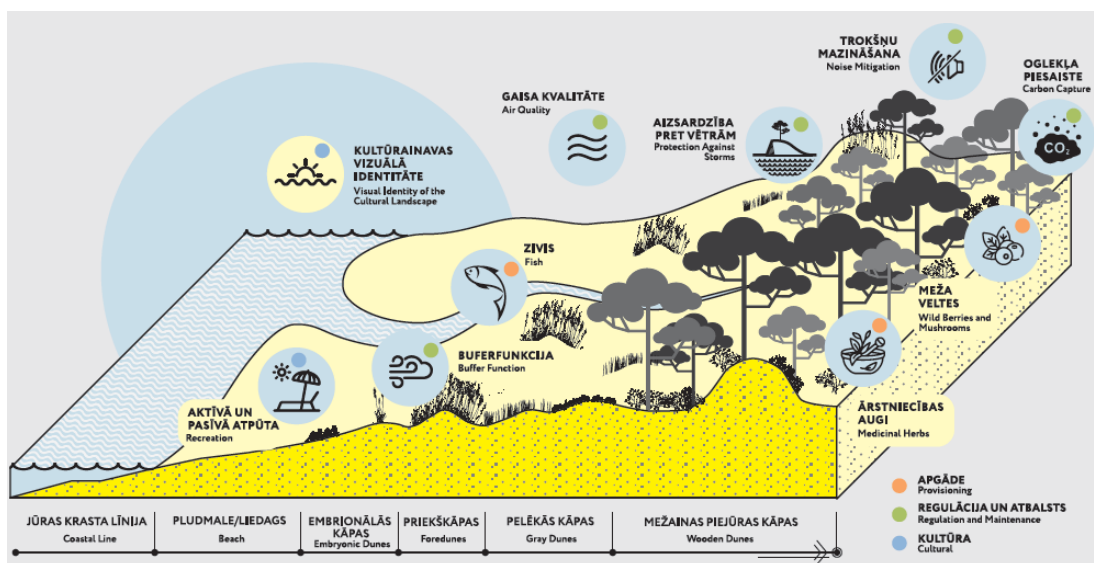 TROKŠŅU
MAZINĀŠANA
Noise Mitigation
OGLEKĻA
PIESAISTE
Carbon Capture
CO₂
GAISA KVALITĀTE
Air Quality
AIZSARDZĪBA
PRET VĒTRĀM
Protection Against
Storms
KULTŪRAINAVAS
VIZUĀLĀ
IDENTITĀTE
Visual Identity of the
Cultural Landscape
ZIVIS
Fish
MEŽA
VELTES
Wild Berries and
Mushrooms
BUFERFUNKCIJA
Buffer Function
AKTĪVĀ UN
PASĪVĀ ATPŪTA
Recreation
ĀRSTNIECĪBAS
AUGI
Medicinal Herbs
APGĀDE
Provisioning
REGULĀCIJA UN ATBALSTS
Regulation and Maintenance
KULTŪRA
Cultural
JŪRAS KRASTA LĪNIJA
Coastal Line
PLUDMALE/LIEDAGS
Beach
EMBRIONĀLĀS
KĀPAS
Embryonic Dunes
PRIEKŠKĀPAS
Foredunes
PELĒKĀS KĀPAS
Gray Dunes
MEŽAINAS PIEJŪRAS KĀPAS
Wooden Dunes